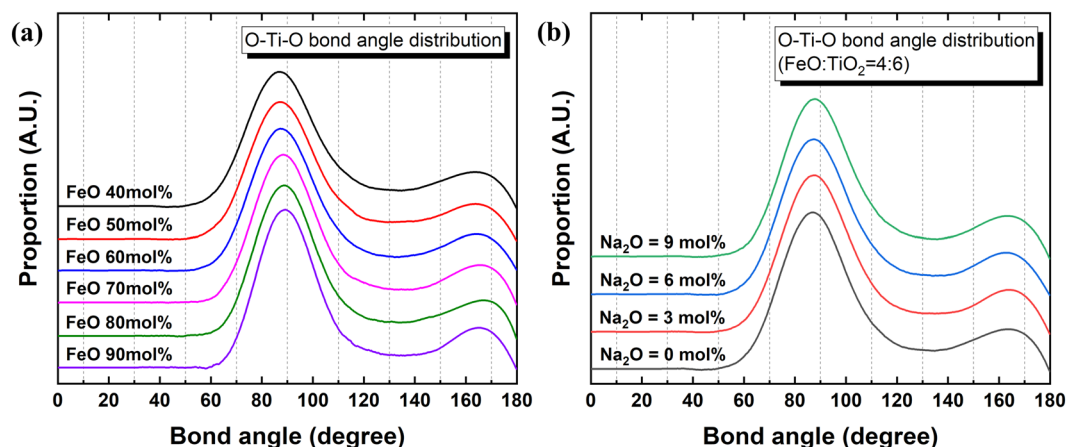 (a)
O-Ti-O bond angle distribution
Proportion (A.U.)
FeO 40mol%
FeO 50mol%
FeO 60mol%
FeO 70mol%
FeO 80mol%
FeO 90mol%
0 20 40 60 80 100 120 140 160 180
Bond angle (degree)
(b)
O-Ti-O bond angle distribution
(FeO:TiO₂=4:6)
Proportion (A.U.)
Na₂O = 9 mol%
Na₂O = 6 mol%
Na₂O = 3 mol%
Na₂O = 0 mol%
0 20 40 60 80 100 120 140 160 180
Bond angle (degree)